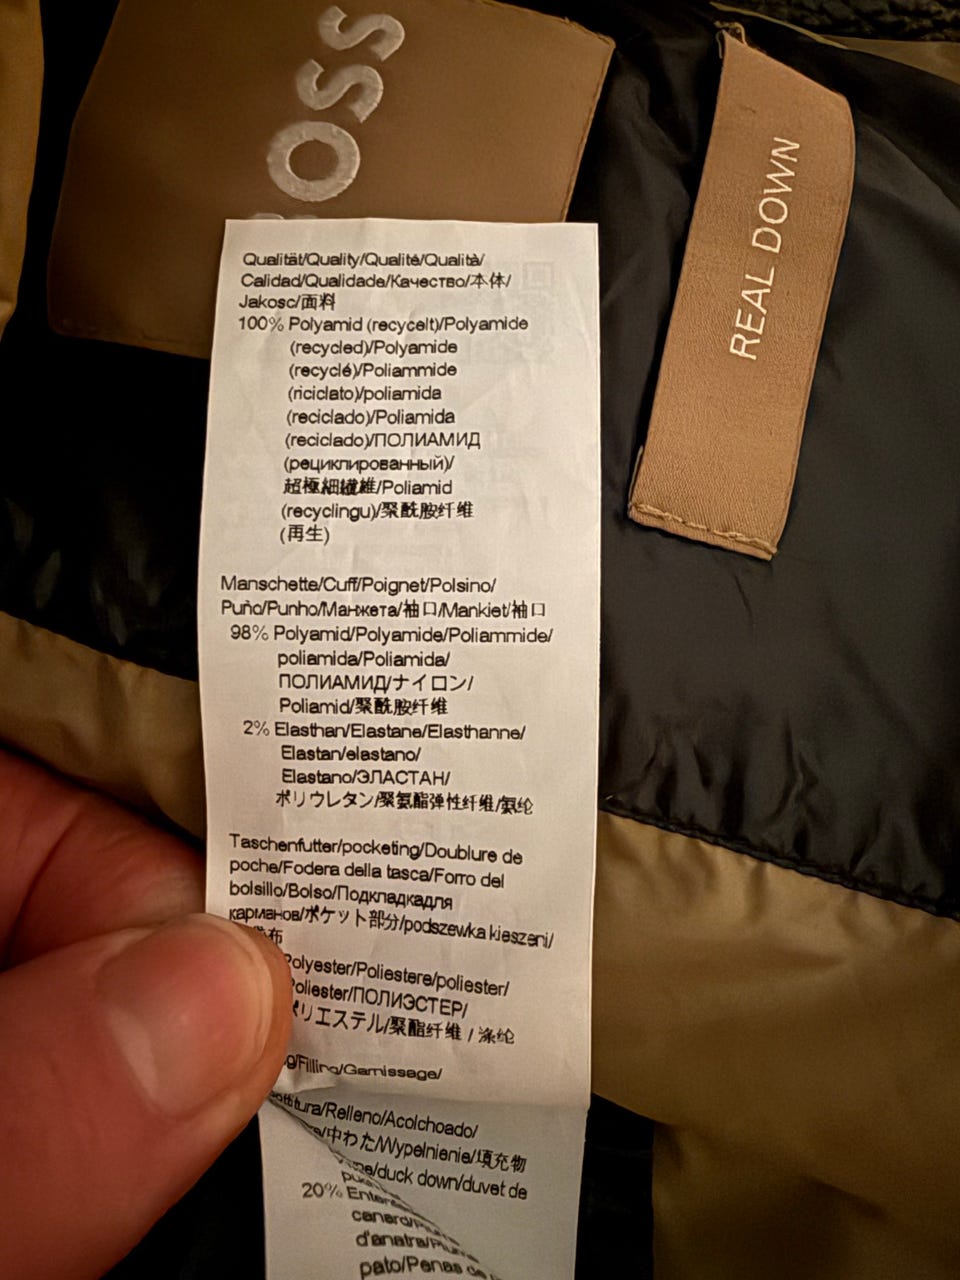 BOSS
REAL DOWN
Qualität/Quality/Qualité/Qualità/
Calidad/Qualidade/Качество/本体/
Jakosc/面料
100% Polyamid (recycelt)/Polyamide
(recycled)/Polyamide
(recyclé)/Poliammide
(riciclato)/poliamida
(reciclado)/Poliamida
(reciclado)/ПОЛИАМИД
(рециклированный)/
超極細繊維/Poliamid
(recyclingu)/聚酰胺纤维
(再生)
Manschette/Cuff/Poignet/Polsino/
Puño/Punho/Манжета/袖口/Mankiet/袖口
98% Polyamid/Polyamide/Poliammide/
poliamida/Poliamida/
ПОЛИАМИД/ナイロン/
Poliamid/聚酰胺纤维
2% Elasthan/Elastane/Elasthanne/
Elastan/elastano/
Elastano/ЭЛАСТАН/
ポリウレタン/聚氨酯弹性纤维/氨纶
Taschenfutter/pocketing/Doublure de
poche/Fodera della tasca/Forro del
bolsillo/Bolso/Подкладкадля
карманов/ポケット部分/podszewka kieszeni/
袋布
Polyester/Poliestere/poliester/
Poliester/ПОЛИЭСТЕР/
ポリエステル/聚酯纤维 / 涤纶
/Filling/Garnissage/
/Relleno/Acolchoado/
/中わた/Wypelnienie/填充物
/duck down/duvet de
20%
canard/
d'anatra/
pato/Penas